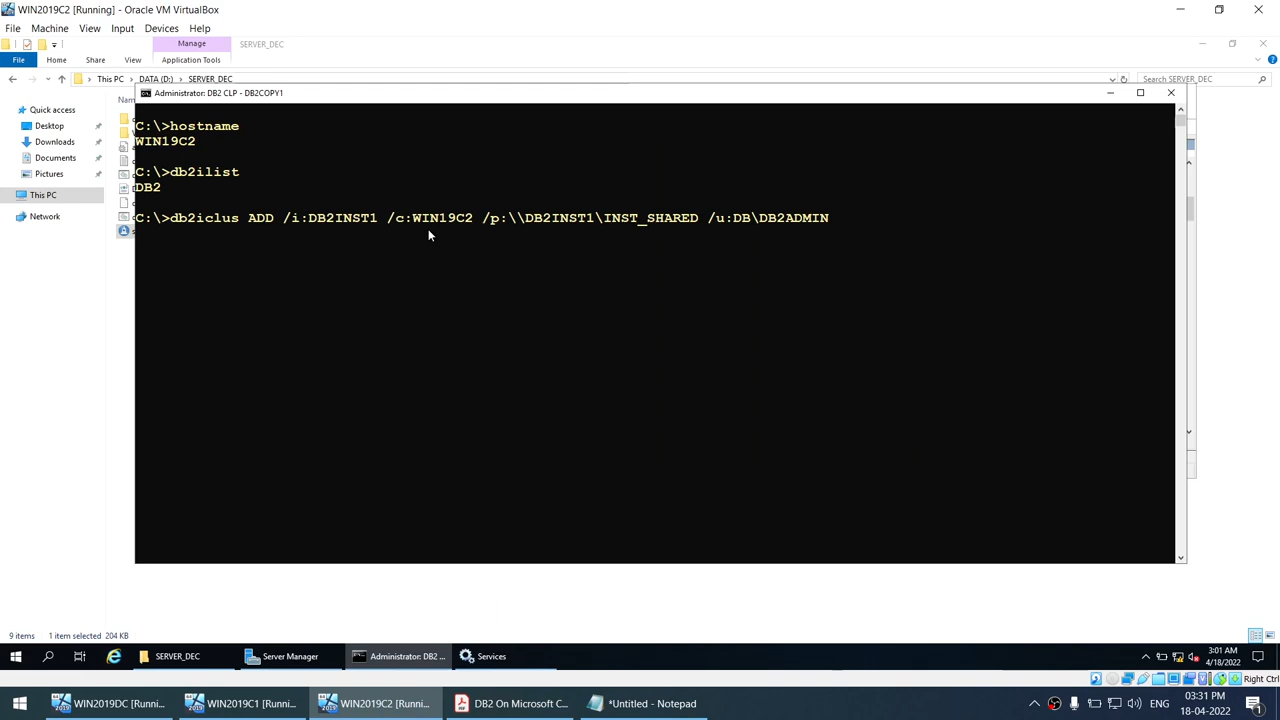 WIN2019C2 [Running] - Oracle VM VirtualBox
File Machine View Input Devices Help
Manage
SERVER_DEC
File Home Share View Application Tools
This PC DATA (D:) SERVER_DEC
Search SERVER_DEC
Quick access
Desktop
Downloads
Documents
Pictures
This PC
Network
Administrator: DB2 CLP - DB2COPY1
C:\>hostname
WIN19C2
C:\>db2ilist
DB2
C:\>db2iclus ADD /i:DB2INST1 /c:WIN19C2 /p:\\DB2INST1\INST_SHARED /u:DB\DB2ADMIN
9 items 1 item selected 204 KB
SERVER_DEC Server Manager Administrator: DB2 ... Services
3:01 AM
4/18/2022
Right Ctrl
WIN2019DC [Runnin... WIN2019C1 [Runnin... WIN2019C2 [Runnin... DB2 On Microsoft C... *Untitled - Notepad
ENG
03:31 PM
18-04-2022
1